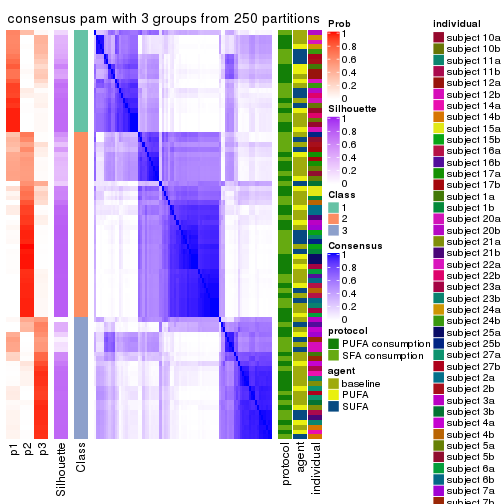 consensus pam with 3 groups from 250 partitions
p1
p2
p3
Silhouette
Class
protocol
agent
individual
Prob
1
0.8
0.6
0.4
0.2
0
Silhouette
1
0.8
0.6
0.4
0.2
0
Class
1
2
3
Consensus
1
0.8
0.6
0.4
0.2
0
protocol
PUFA consumption
SFA consumption
agent
baseline
PUFA
SUFA
individual
subject 10a
subject 10b
subject 11a
subject 11b
subject 12a
subject 12b
subject 14a
subject 14b
subject 15a
subject 15b
subject 16a
subject 16b
subject 17a
subject 17b
subject 1a
subject 1b
subject 20a
subject 20b
subject 21a
subject 21b
subject 22a
subject 22b
subject 23a
subject 23b
subject 24a
subject 24b
subject 25a
subject 25b
subject 27a
subject 27b
subject 2a
subject 2b
subject 3a
subject 3b
subject 4a
subject 4b
subject 5a
subject 5b
subject 6a
subject 6b
subject 7a
subject 7b